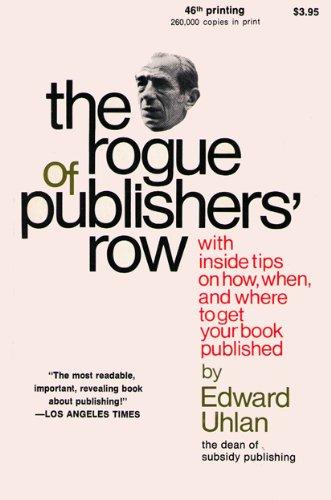 46th printing
260,000 copies in print
$3.95
the
rogue
of
publishers'
row
with
inside tips
on how, when,
and where
to get
your book
published
by
Edward
Uhlan
the dean of
subsidy publishing
"The most readable,
important, revealing book
about publishing!"
—LOS ANGELES TIMES